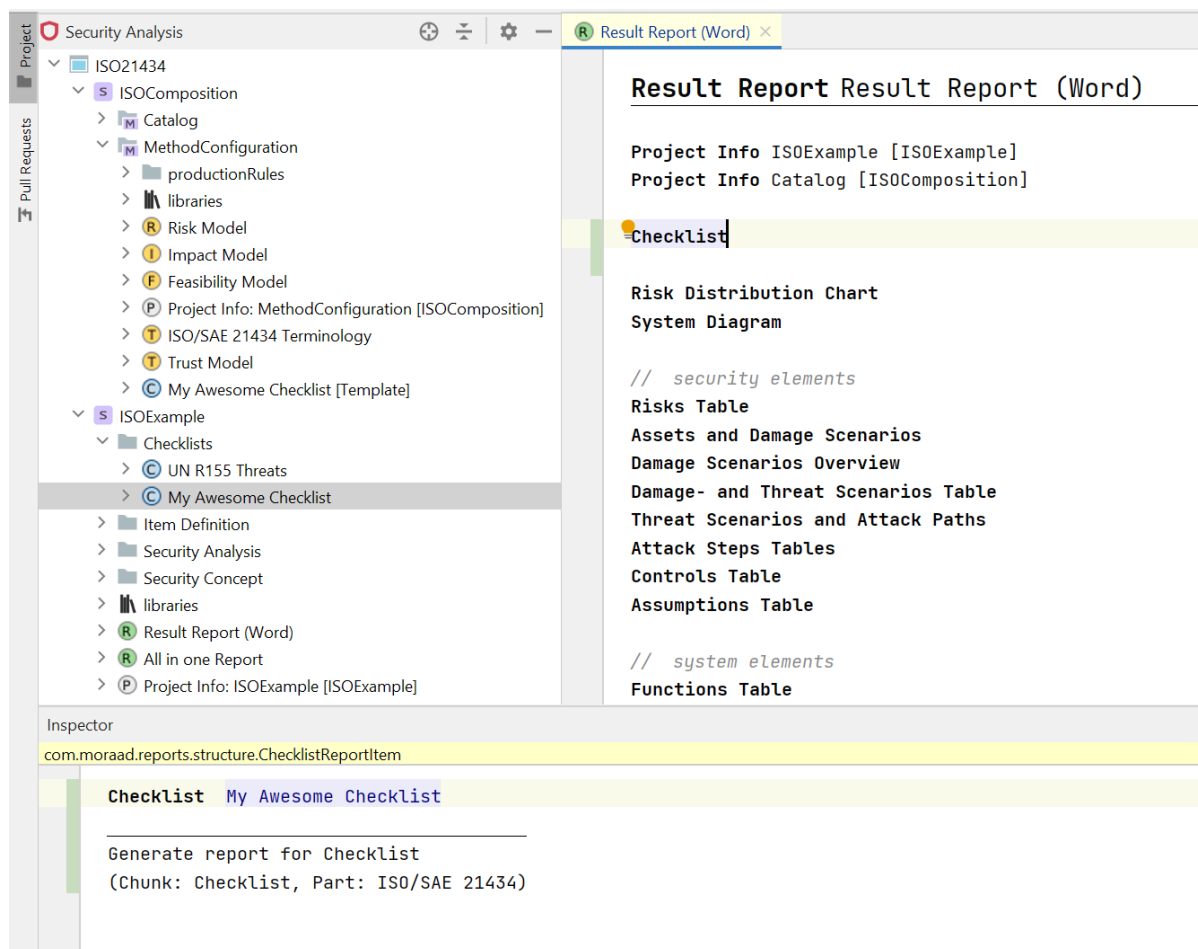 Project
Pull Requests
Security Analysis
ISO21434
S ISOComposition
M Catalog
M MethodConfiguration
productionRules
libraries
R Risk Model
I Impact Model
F Feasibility Model
P Project Info: MethodConfiguration [ISOComposition]
T ISO/SAE 21434 Terminology
T Trust Model
C My Awesome Checklist [Template]
S ISOExample
Checklists
C UN R155 Threats
C My Awesome Checklist
Item Definition
Security Analysis
Security Concept
libraries
R Result Report (Word)
R All in one Report
P Project Info: ISOExample [ISOExample]
R Result Report (Word)
Result Report Result Report (Word)
Project Info ISOExample [ISOExample]
Project Info Catalog [ISOComposition]
Checklist
Risk Distribution Chart
System Diagram
// security elements
Risks Table
Assets and Damage Scenarios
Damage Scenarios Overview
Damage- and Threat Scenarios Table
Threat Scenarios and Attack Paths
Attack Steps Tables
Controls Table
Assumptions Table
// system elements
Functions Table
Inspector
com.moraad.reports.structure.ChecklistReportItem
Checklist My Awesome Checklist
Generate report for Checklist
(Chunk: Checklist, Part: ISO/SAE 21434)